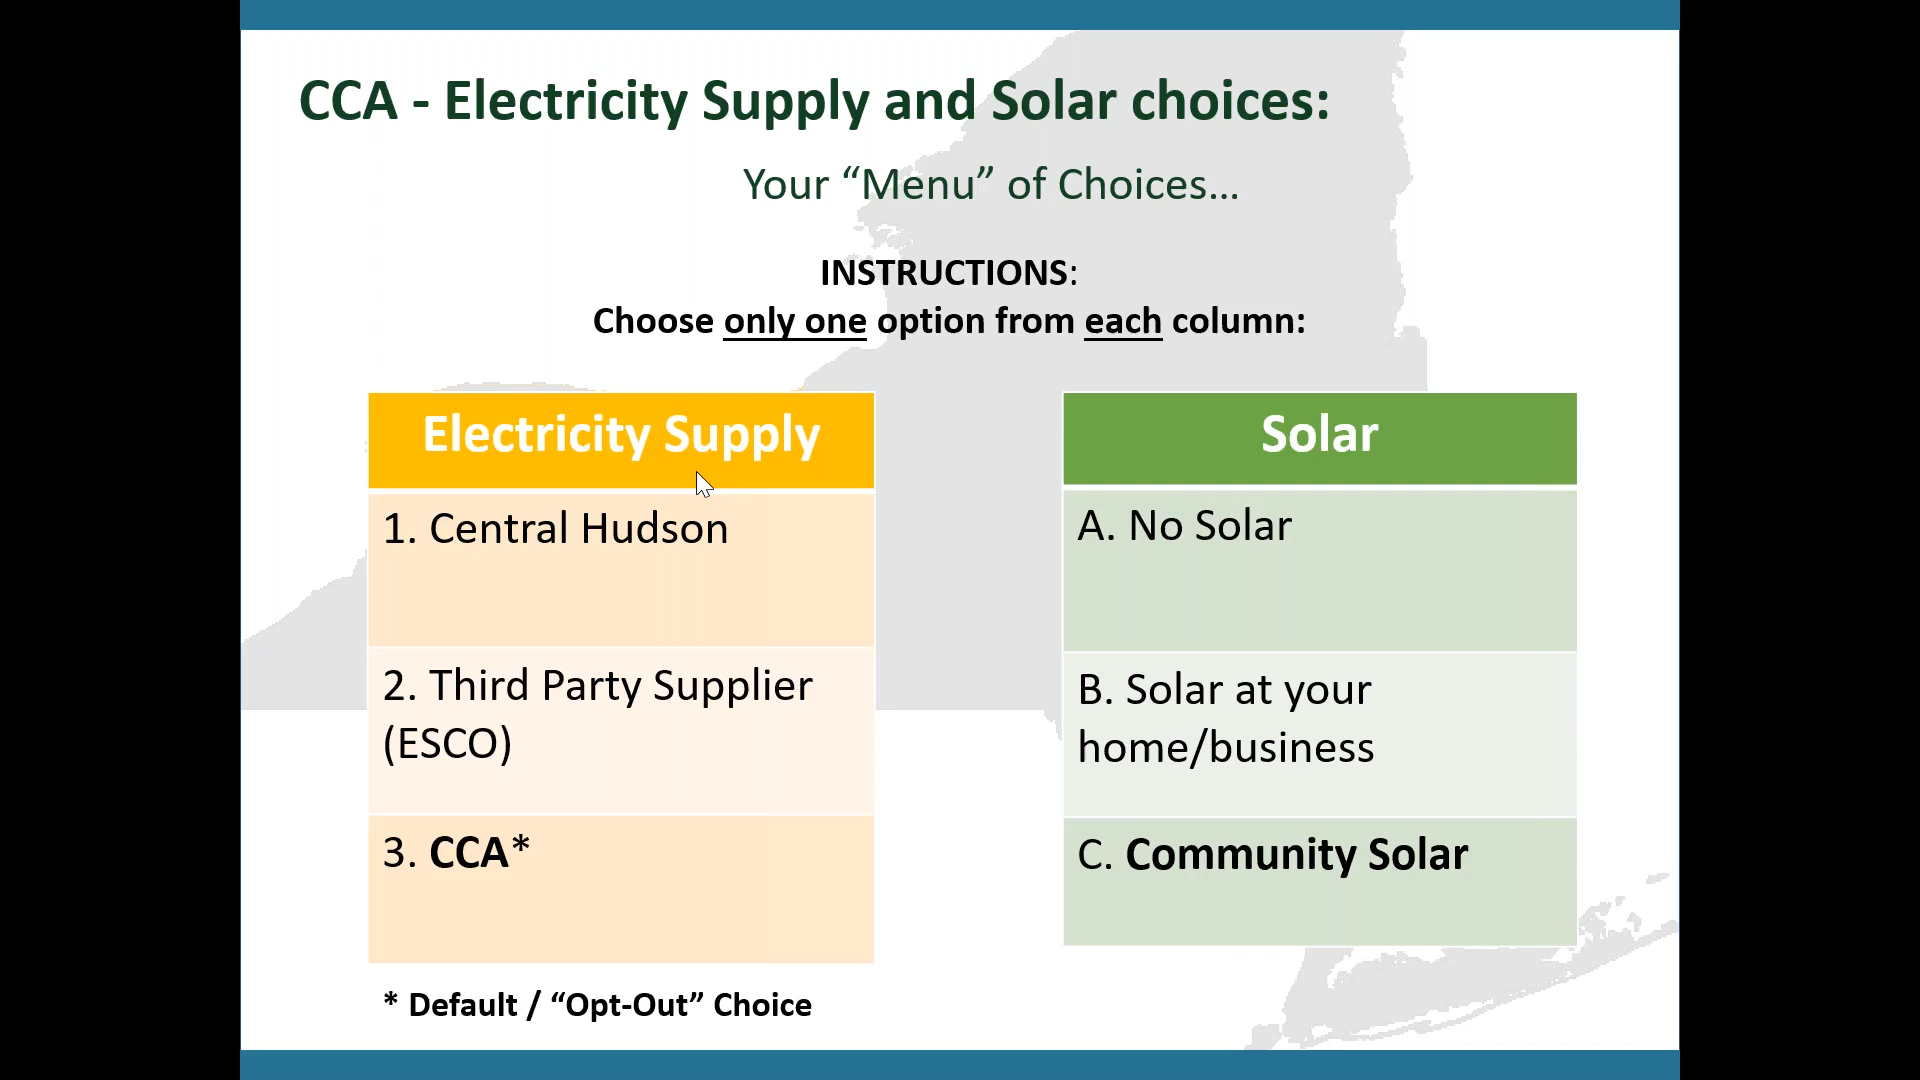 CCA - Electricity Supply and Solar choices:
Your “Menu” of Choices…
INSTRUCTIONS:
Choose only one option from each column:
Electricity Supply
1. Central Hudson
2. Third Party Supplier
(ESCO)
3. CCA*
* Default / “Opt-Out” Choice
Solar
A. No Solar
B. Solar at your
home/business
C. Community Solar